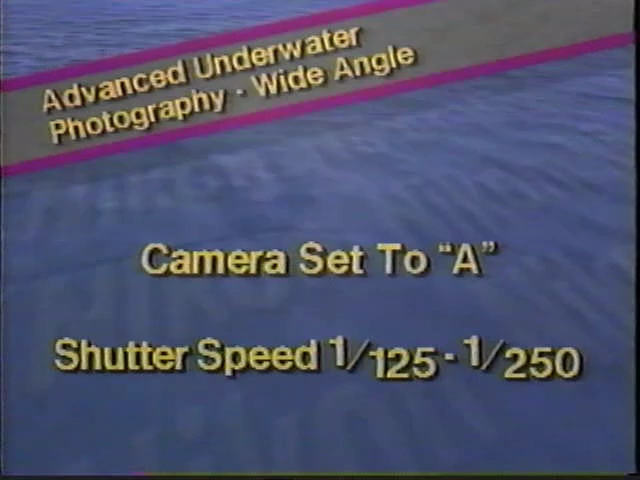 Advanced Underwater
Photography - Wide Angle
Camera Set To “A”
Shutter Speed 1/125 - 1/250